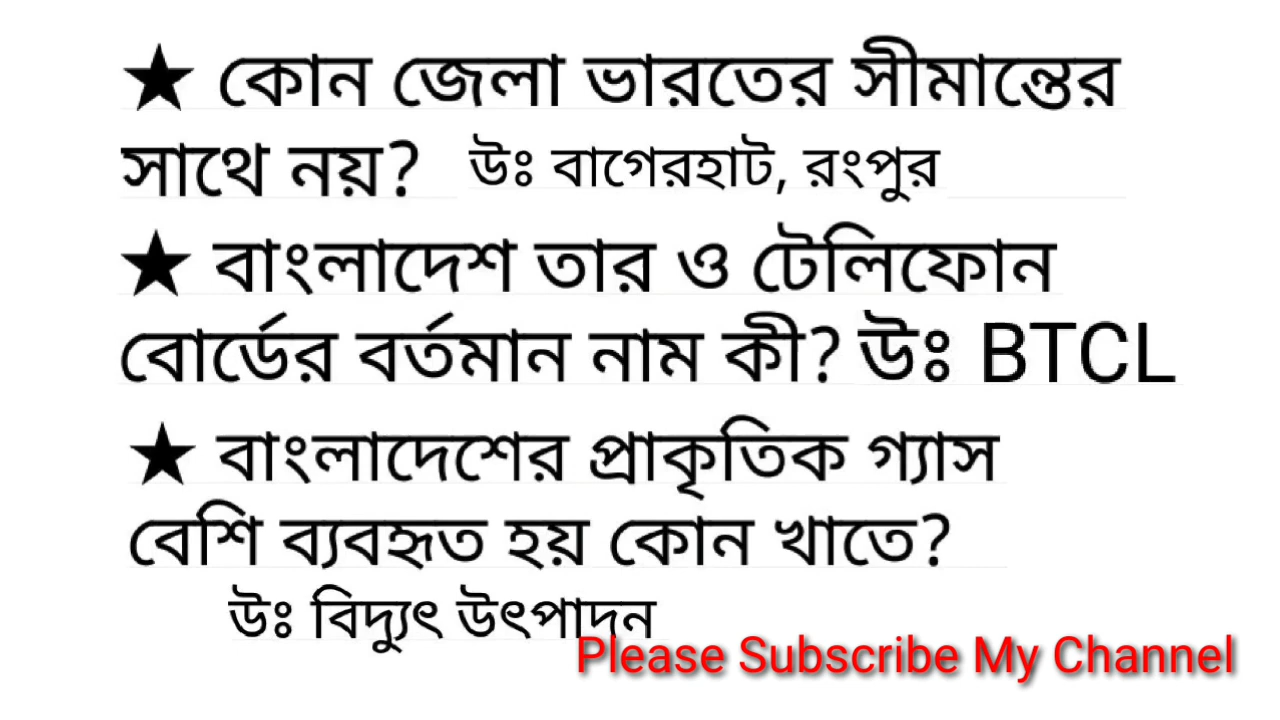 ★ কোন জেলা ভারতের সীমান্তের
সাথে নয়? উঃ বাগেরহাট, রংপুর
★ বাংলাদেশ তার ও টেলিফোন
বোর্ডের বর্তমান নাম কী? উঃ BTCL
★ বাংলাদেশের প্রাকৃতিক গ্যাস
বেশি ব্যবহৃত হয় কোন খাতে?
উঃ বিদ্যুৎ উৎপাদন
Please Subscribe My Channel